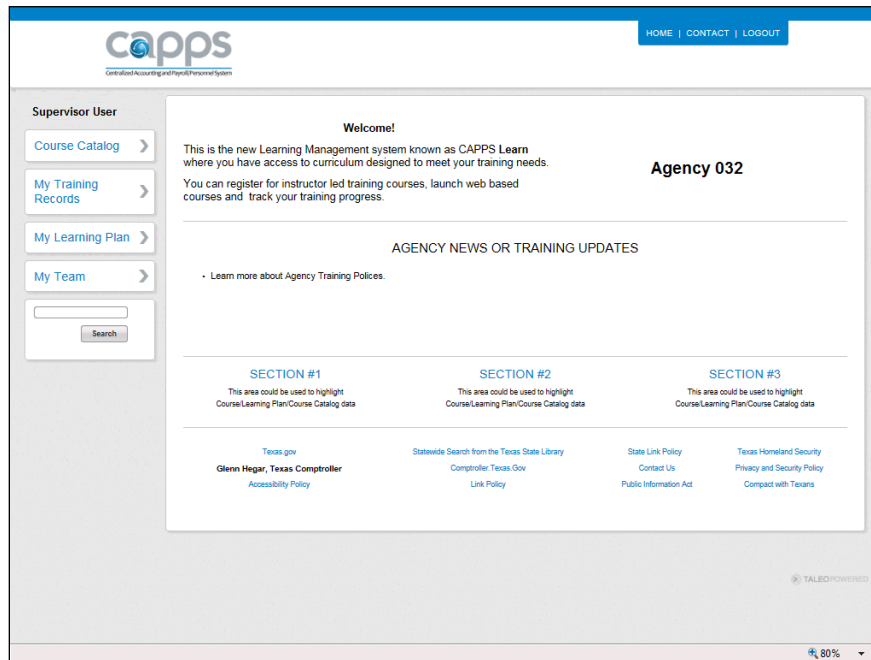 HOME | CONTACT | LOGOUT
capps
Centralized Accounting and Payroll/Personnel System
Supervisor User
Course Catalog
My Training
Records
My Learning Plan
My Team
Search
Welcome!
This is the new Learning Management system known as CAPPS Learn
where you have access to curriculum designed to meet your training needs.
You can register for instructor led training courses, launch web based
courses and track your training progress.
Agency 032
AGENCY NEWS OR TRAINING UPDATES
• Learn more about Agency Training Polices.
SECTION #1
This area could be used to highlight
Course/Learning Plan/Course Catalog data
SECTION #2
This area could be used to highlight
Course/Learning Plan/Course Catalog data
SECTION #3
This area could be used to highlight
Course/Learning Plan/Course Catalog data
Texas.gov Statewide Search from the Texas State Library State Link Policy Texas Homeland Security
Glenn Hegar, Texas Comptroller Comptroller.Texas.Gov Contact Us Privacy and Security Policy
Accessibility Policy Link Policy Public Information Act Compact with Texans
TALEO POWERED
80%